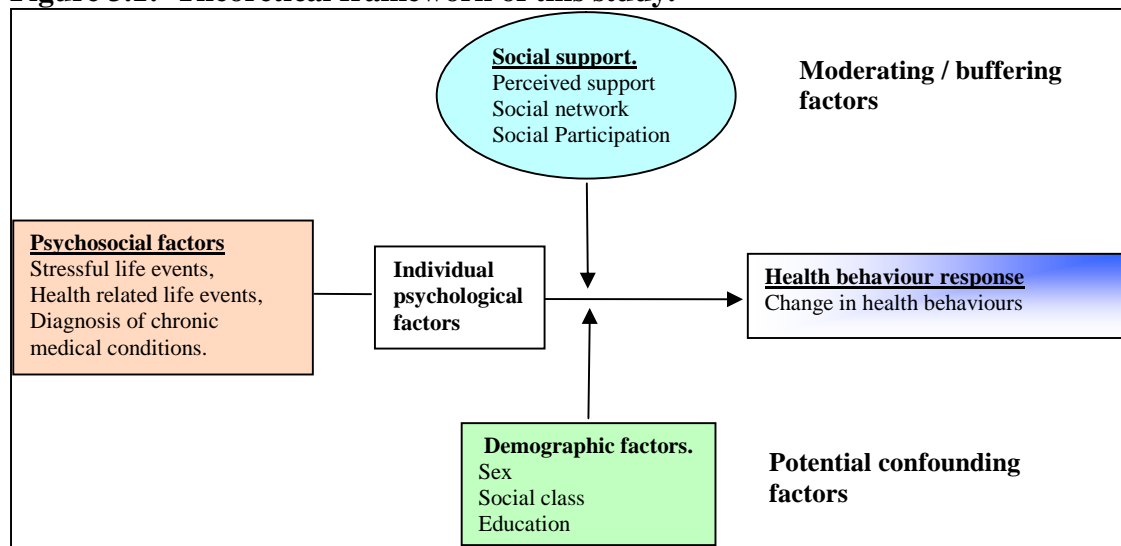 Social support.
Perceived support
Social network
Social Participation
Moderating / buffering
factors
Psychosocial factors
Stressful life events,
Health related life events,
Diagnosis of chronic
medical conditions.
Individual
psychological
factors
Health behaviour response
Change in health behaviours
Demographic factors.
Sex
Social class
Education
Potential confounding
factors